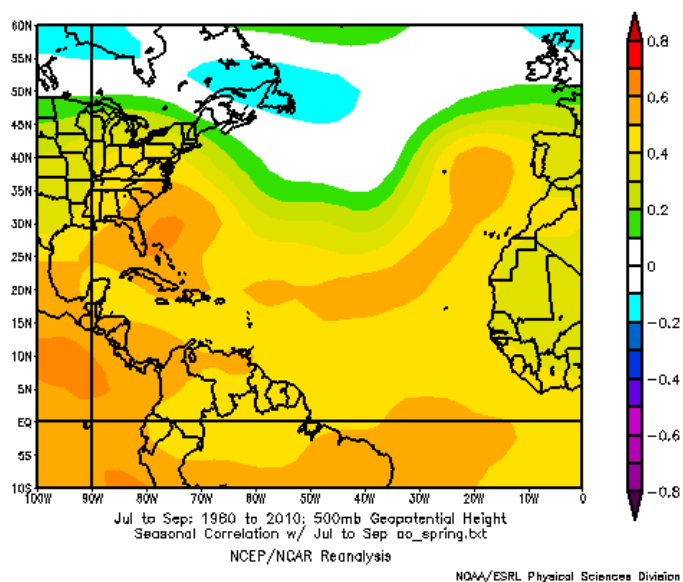 60N
55N
50N
45N
40N
35N
30N
25N
20N
15N
10N
5N
EQ
5S
10S
100W 90W 80W 70W 60W 50W 40W 30W 20W 10W 0
0.8
0.6
0.4
0.2
0
-0.2
-0.4
-0.6
-0.8
Jul to Sep: 1980 to 2010: 500mb Geopotential Height
Seasonal Correlation w/ Jul to Sep ao_spring.txt
NCEP/NCAR Reanalysis
NOAA/ESRL Physical Sciences Division